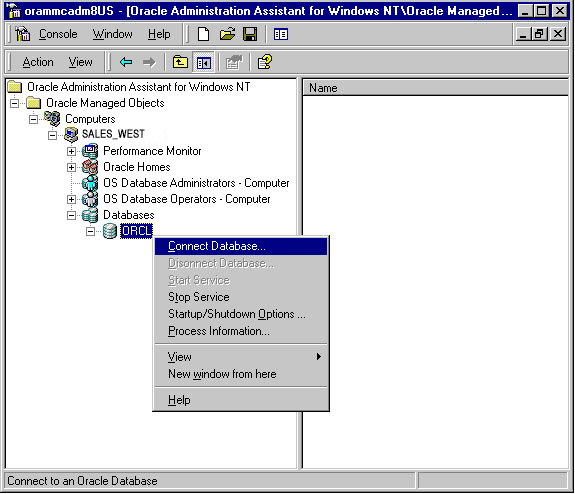 orammcadm8US - [Oracle Administration Assistant for Windows NT\Oracle Managed ...
Console Window Help
Action View
Oracle Administration Assistant for Windows NT
Name
Oracle Managed Objects
Computers
SALES_WEST
Performance Monitor
Oracle Homes
OS Database Administrators - Computer
OS Database Operators - Computer
Databases
ORCL
Connect Database...
Disconnect Database...
Start Service
Stop Service
Startup/Shutdown Options ...
Process Information...
View
New window from here
Help
Connect to an Oracle Database